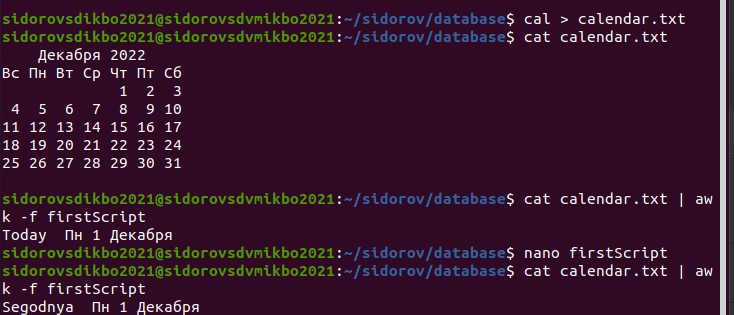 sidorovsdikbo2021@sidorovsdvmikbo2021:~/sidorov/database$ cal > calendar.txt
sidorovsdikbo2021@sidorovsdvmikbo2021:~/sidorov/database$ cat calendar.txt
    Декабря 2022
Вс Пн Вт Ср Чт Пт Сб
             1  2  3
 4  5  6  7  8  9 10
11 12 13 14 15 16 17
18 19 20 21 22 23 24
25 26 27 28 29 30 31
sidorovsdikbo2021@sidorovsdvmikbo2021:~/sidorov/database$ cat calendar.txt | aw
k -f firstScript
Today  Пн 1 Декабря
sidorovsdikbo2021@sidorovsdvmikbo2021:~/sidorov/database$ nano firstScript
sidorovsdikbo2021@sidorovsdvmikbo2021:~/sidorov/database$ cat calendar.txt | aw
k -f firstScript
Segodnya  Пн 1 Декабря